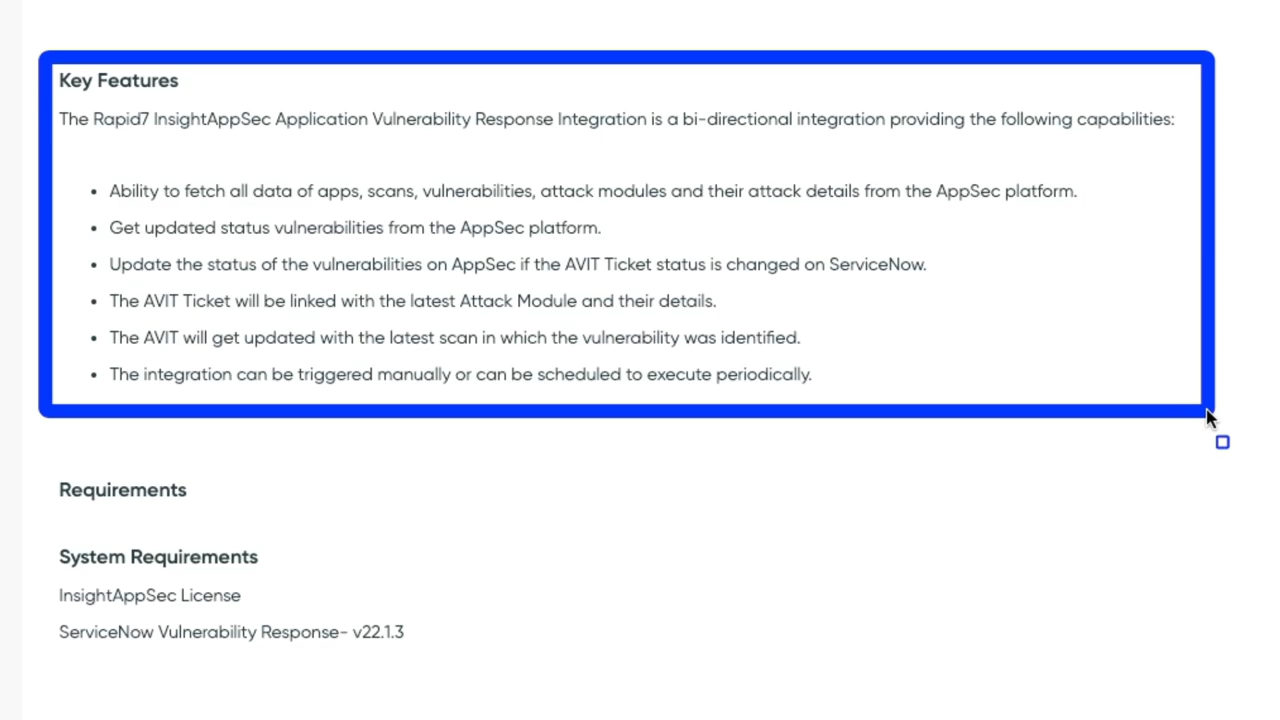 Key Features
The Rapid7 InsightAppSec Application Vulnerability Response Integration is a bi-directional integration providing the following capabilities:
• Ability to fetch all data of apps, scans, vulnerabilities, attack modules and their attack details from the AppSec platform.
• Get updated status vulnerabilities from the AppSec platform.
• Update the status of the vulnerabilities on AppSec if the AVIT Ticket status is changed on ServiceNow.
• The AVIT Ticket will be linked with the latest Attack Module and their details.
• The AVIT will get updated with the latest scan in which the vulnerability was identified.
• The integration can be triggered manually or can be scheduled to execute periodically.
Requirements
System Requirements
InsightAppSec License
ServiceNow Vulnerability Response- v22.1.3